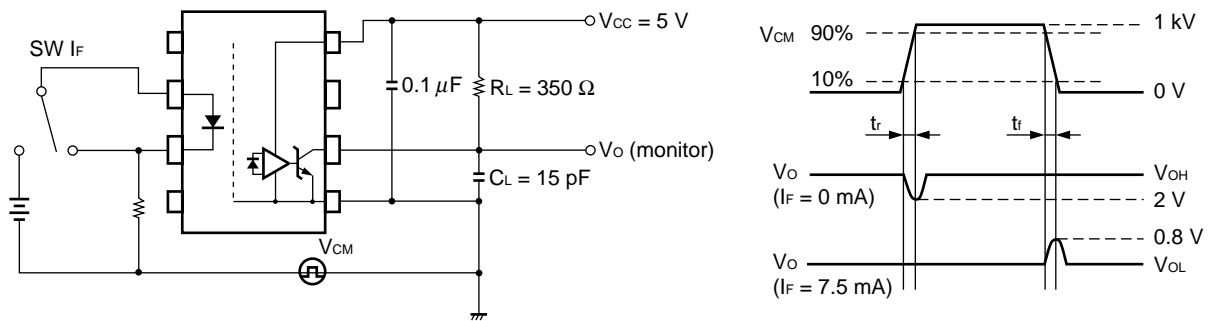 SW IF
VCC = 5 V
0.1 μF
RL = 350 Ω
VO (monitor)
CL = 15 pF
VCM
VCM 90%
10%
1 kV
0 V
tr
tf
VO
(IF = 0 mA)
VOH
2 V
0.8 V
VO
(IF = 7.5 mA)
VOL